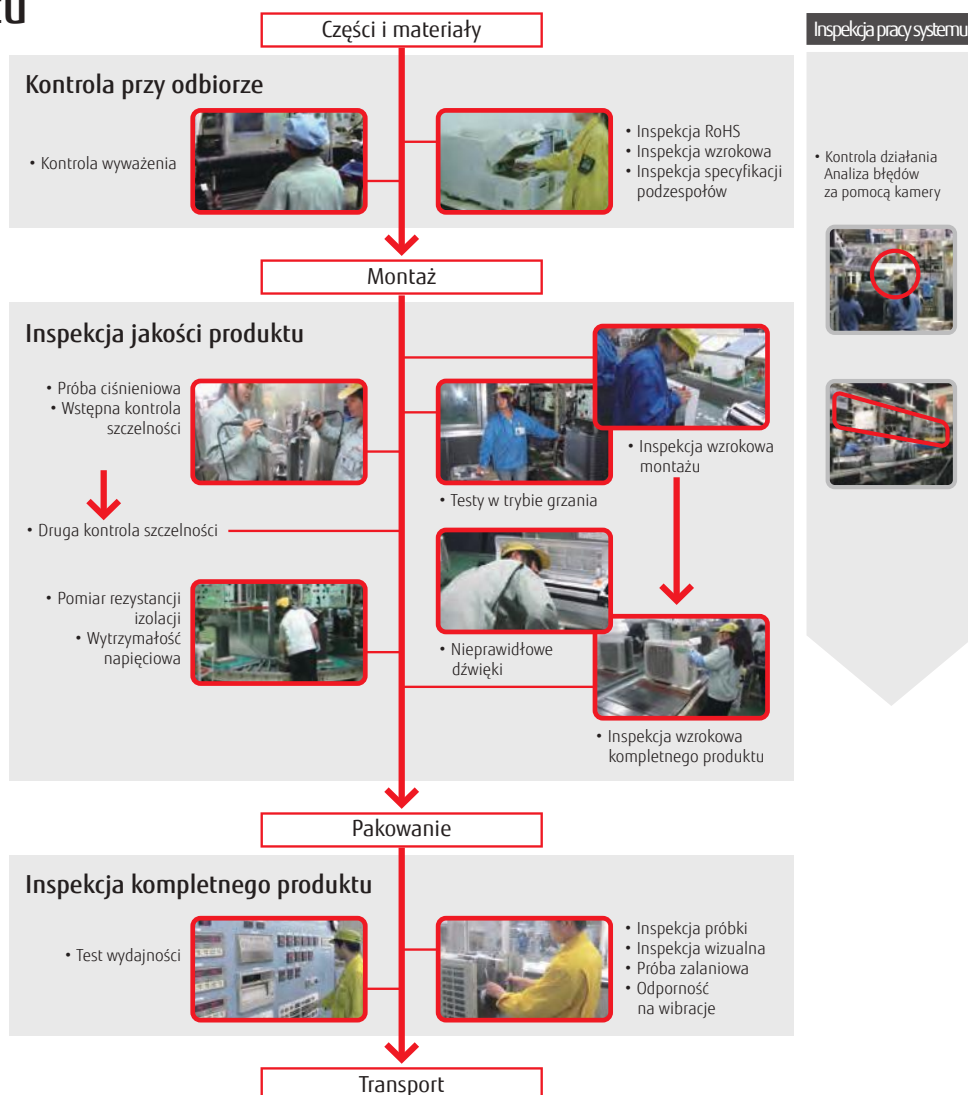 Części i materiały
Kontrola przy odbiorze
• Kontrola wyważenia
• Inspekcja RoHS
• Inspekcja wzrokowa
• Inspekcja specyfikacji
podzespołów
Montaż
Inspekcja jakości produktu
• Próba ciśnieniowa
• Wstępna kontrola
szczelności
• Druga kontrola szczelności
• Pomiar rezystancji
izolacji
• Wytrzymałość
napięciowa
• Testy w trybie grzania
• Inspekcja wzrokowa
montażu
• Nieprawidłowe
dźwięki
• Inspekcja wzrokowa
kompletnego produktu
Pakowanie
Inspekcja kompletnego produktu
• Test wydajności
• Inspekcja próbki
• Inspekcja wizualna
• Próba zalaniowa
• Odporność
na wibracje
Transport
Inspekcja pracy systemu
• Kontrola działania
Analiza błędów
za pomocą kamery